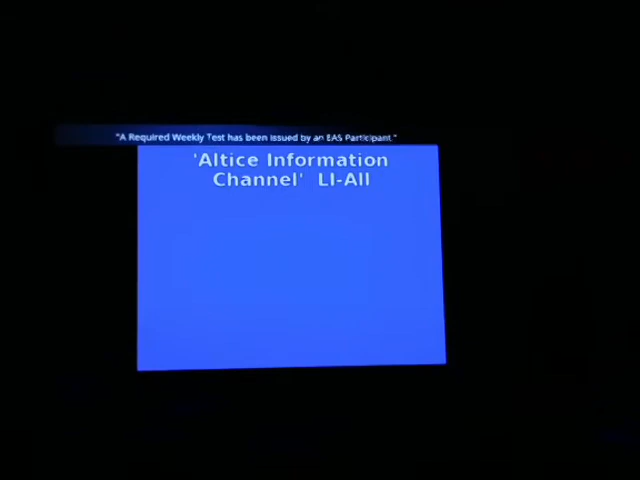 "A Required Weekly Test has been issued by an EAS Participant."
'Altice Information
Channel' LI-All